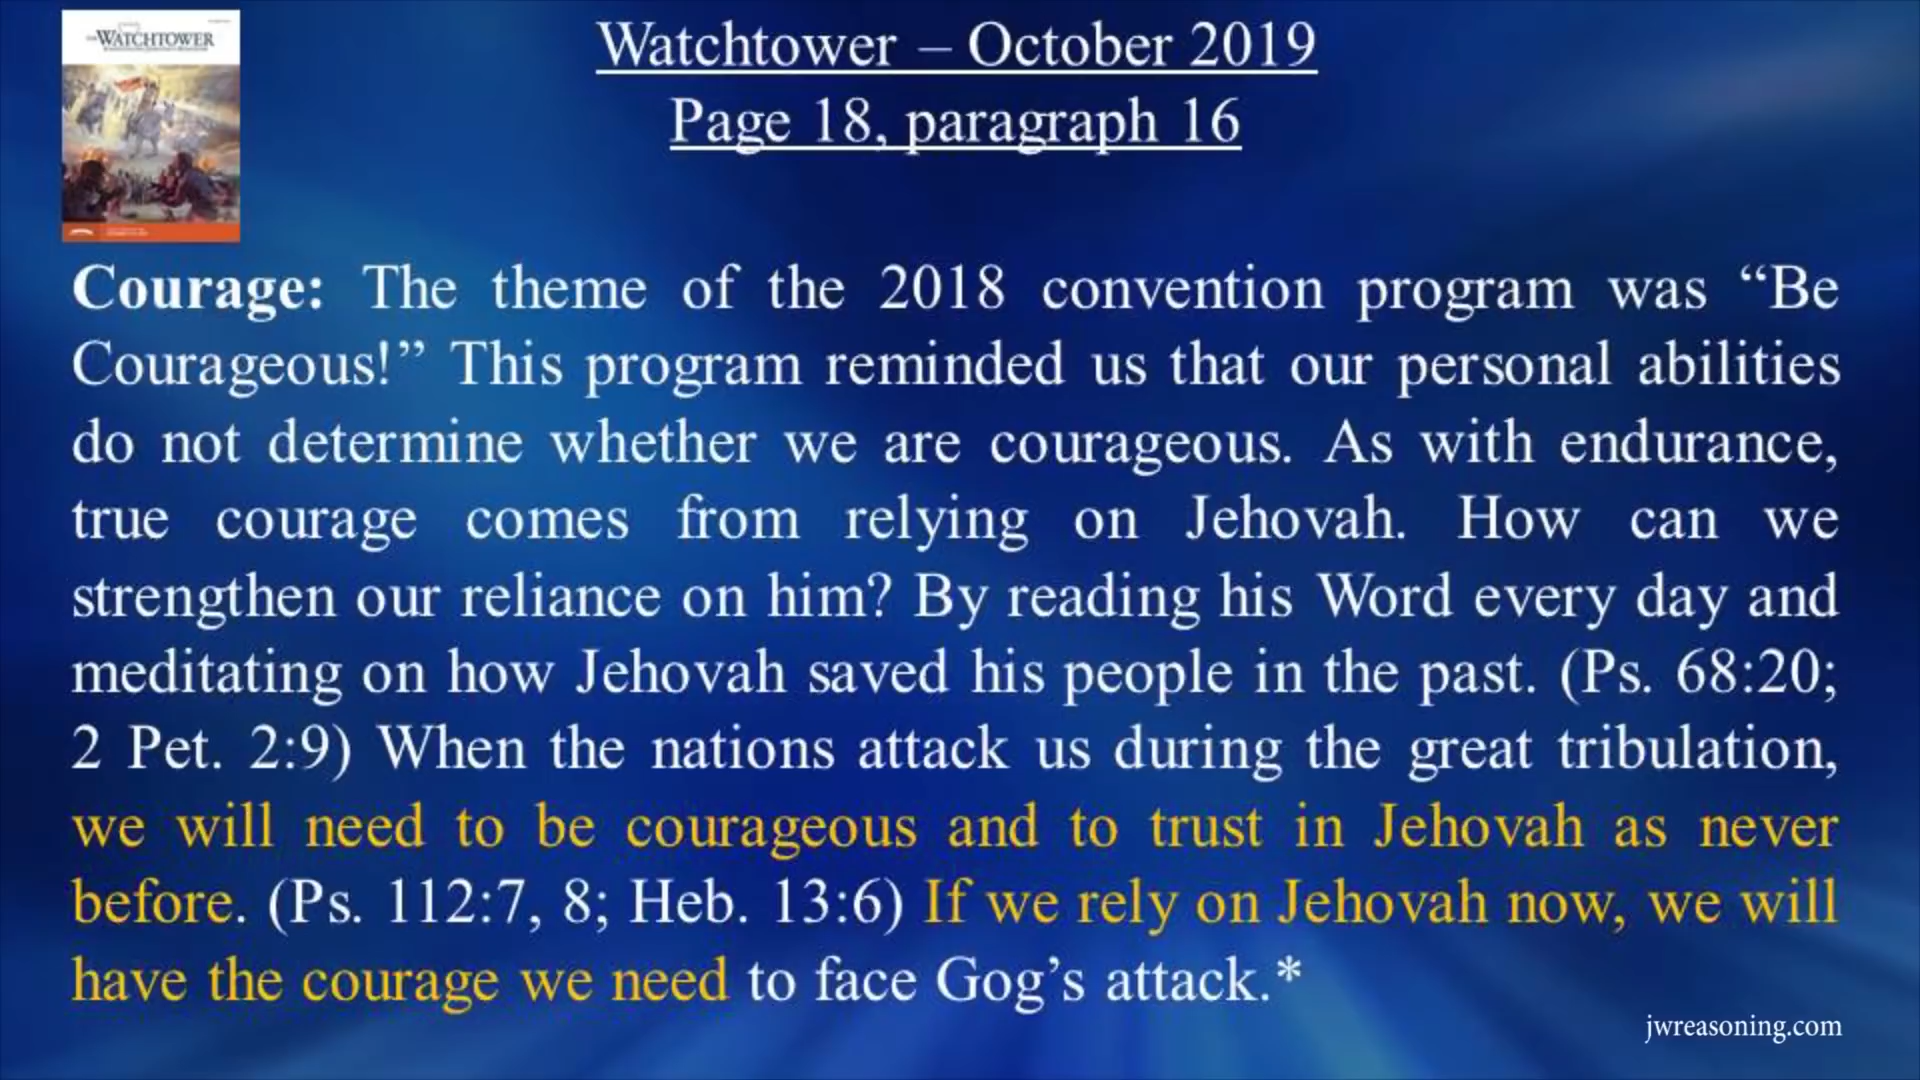 WATCHTOWER
Watchtower – October 2019
Page 18, paragraph 16
Courage: The theme of the 2018 convention program was “Be
Courageous!” This program reminded us that our personal abilities
do not determine whether we are courageous. As with endurance,
true courage comes from relying on Jehovah. How can we
strengthen our reliance on him? By reading his Word every day and
meditating on how Jehovah saved his people in the past. (Ps. 68:20;
2 Pet. 2:9) When the nations attack us during the great tribulation,
we will need to be courageous and to trust in Jehovah as never
before. (Ps. 112:7, 8; Heb. 13:6) If we rely on Jehovah now, we will
have the courage we need to face Gog’s attack.*
jwreasoning.com